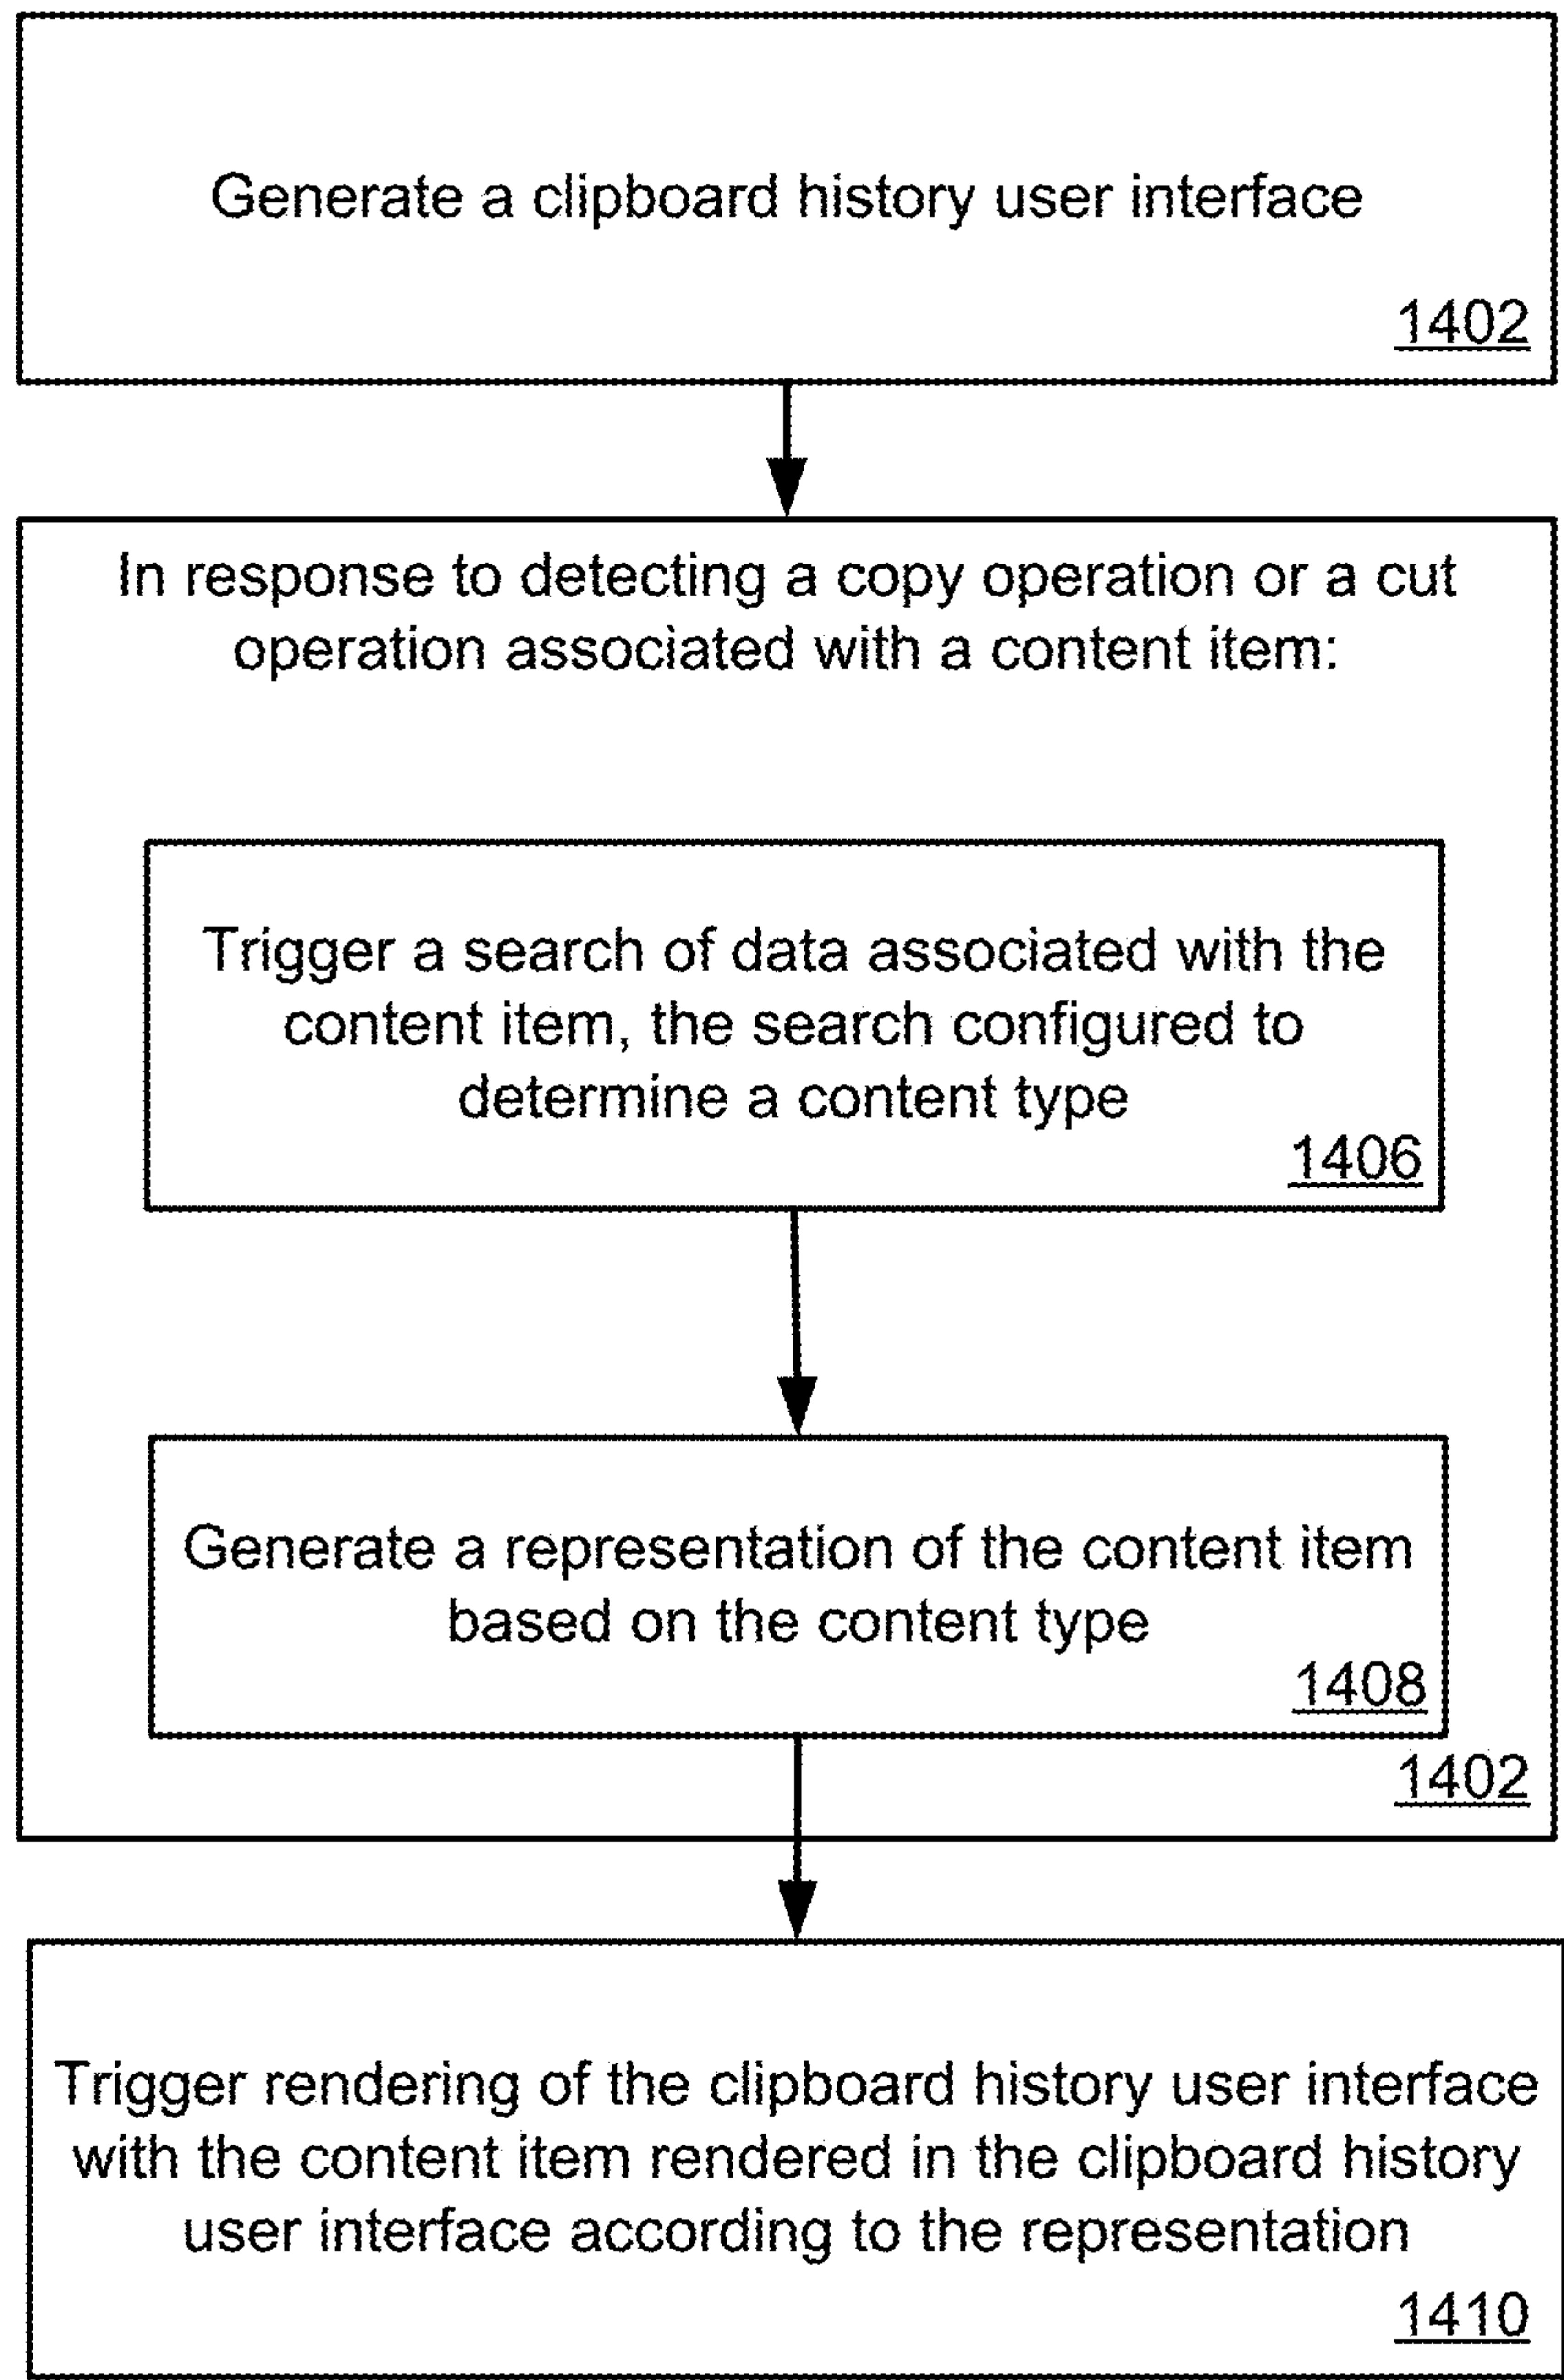 Generate a clipboard history user interface
1402
In response to detecting a copy operation or a cut
operation associated with a content item:
Trigger a search of data associated with the
content item, the search configured to
determine a content type
1406
Generate a representation of the content item
based on the content type
1408
1402
Trigger rendering of the clipboard history user interface
with the content item rendered in the clipboard history
user interface according to the representation
1410